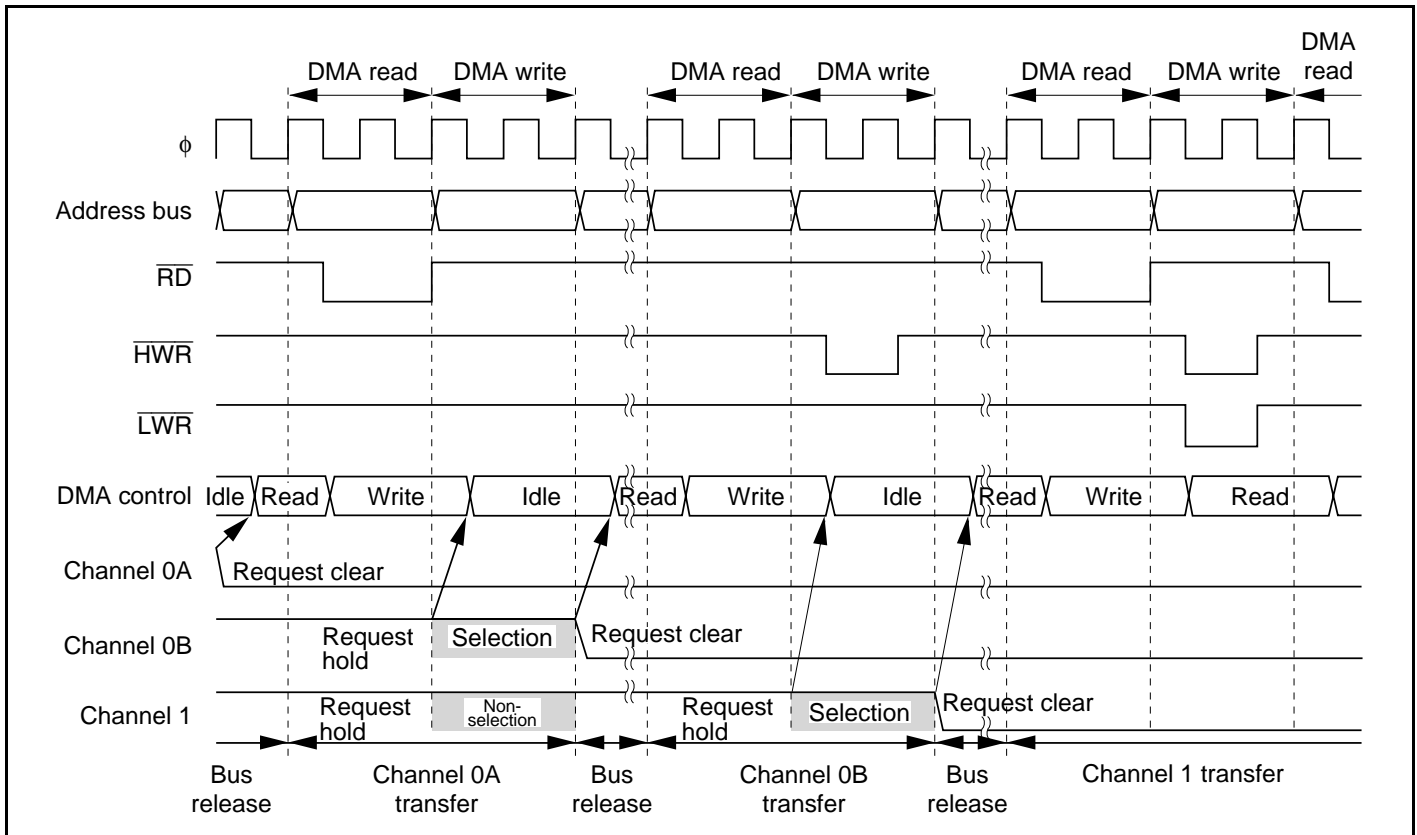 DMA read DMA write DMA read DMA write DMA read DMA write DMA
read
ϕ
Address bus
RD
HWR
LWR
DMA control Idle Read Write Idle Read Write Idle Read Write Read
Channel 0A Request clear
Channel 0B Request
hold Selection Request clear
Channel 1 Request
hold Non-
selection Request
hold Selection Request clear
Bus
release Channel 0A
transfer Bus
release Channel 0B
transfer Bus
release Channel 1 transfer